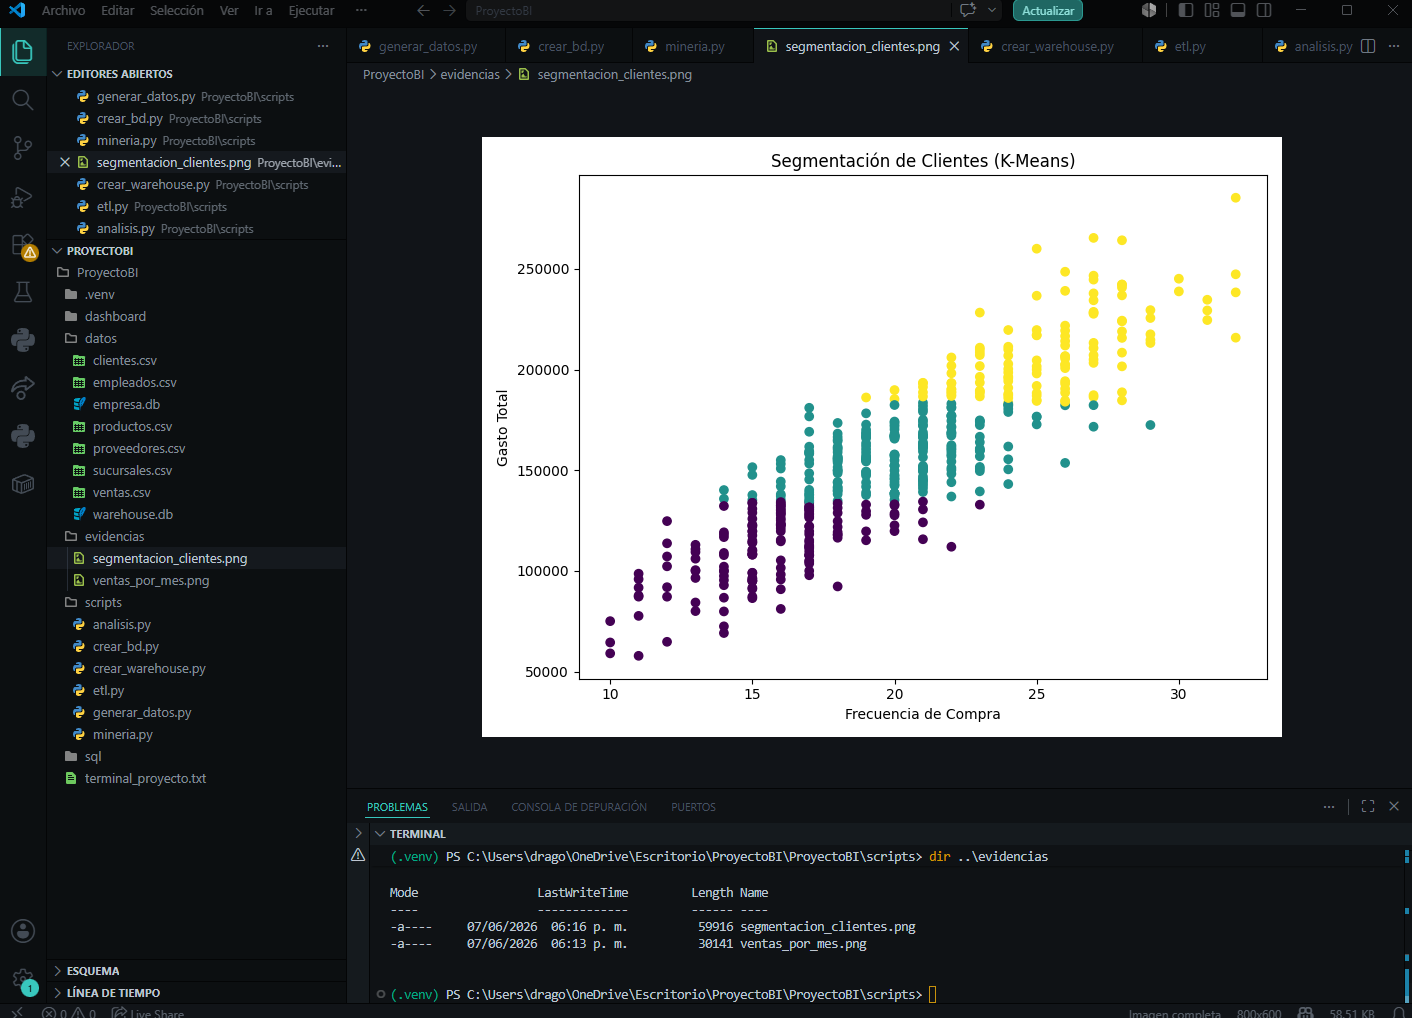 Archivo Editar Selección Ver Ir a Ejecutar ··· ProyectoBI Actualizar
EXPLORADOR
EDITORES ABIERTOS
generar_datos.py ProyectoBI\scripts
crear_bd.py ProyectoBI\scripts
mineria.py ProyectoBI\scripts
segmentacion_clientes.png ProyectoBI\evi...
crear_warehouse.py ProyectoBI\scripts
etl.py ProyectoBI\scripts
analisis.py ProyectoBI\scripts
PROYECTOBI
ProyectoBI
.venv
dashboard
datos
clientes.csv
empleados.csv
empresa.db
productos.csv
proveedores.csv
sucursales.csv
ventas.csv
warehouse.db
evidencias
segmentacion_clientes.png
ventas_por_mes.png
scripts
analisis.py
crear_bd.py
crear_warehouse.py
etl.py
generar_datos.py
mineria.py
sql
terminal_proyecto.txt
ESQUEMA
LÍNEA DE TIEMPO
1
generar_datos.py crear_bd.py mineria.py segmentacion_clientes.png crear_warehouse.py etl.py analisis.py
ProyectoBI > evidencias > segmentacion_clientes.png
Segmentación de Clientes (K-Means)
Gasto Total
250000
200000
150000
100000
50000
10 15 20 25 30
Frecuencia de Compra
PROBLEMAS SALIDA CONSOLA DE DEPURACIÓN PUERTOS
TERMINAL
(.venv) PS C:\Users\drago\OneDrive\Escritorio\ProyectoBI\ProyectoBI\scripts> dir ..\evidencias
Mode LastWriteTime Length Name
---- ------------- ------ ----
-a---- 07/06/2026 06:16 p. m. 59916 segmentacion_clientes.png
-a---- 07/06/2026 06:13 p. m. 30141 ventas_por_mes.png
(.venv) PS C:\Users\drago\OneDrive\Escritorio\ProyectoBI\ProyectoBI\scripts>
0 0 Live Share Imagen completa 800x600 58.51 KB